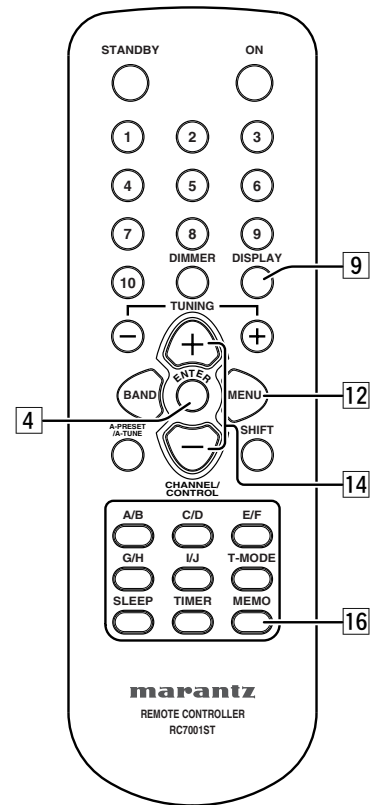 STANDBY ON
1 2 3
4 5 6
7 8 9
DIMMER DISPLAY
10
9
TUNING
− +
+
BAND ENTER MENU
12
4
A-PRESET
/A-TUNE
SHIFT
−
14
CHANNEL/
CONTROL
A/B C/D E/F
G/H I/J T-MODE
SLEEP TIMER MEMO
16
marantz
REMOTE CONTROLLER
RC7001ST